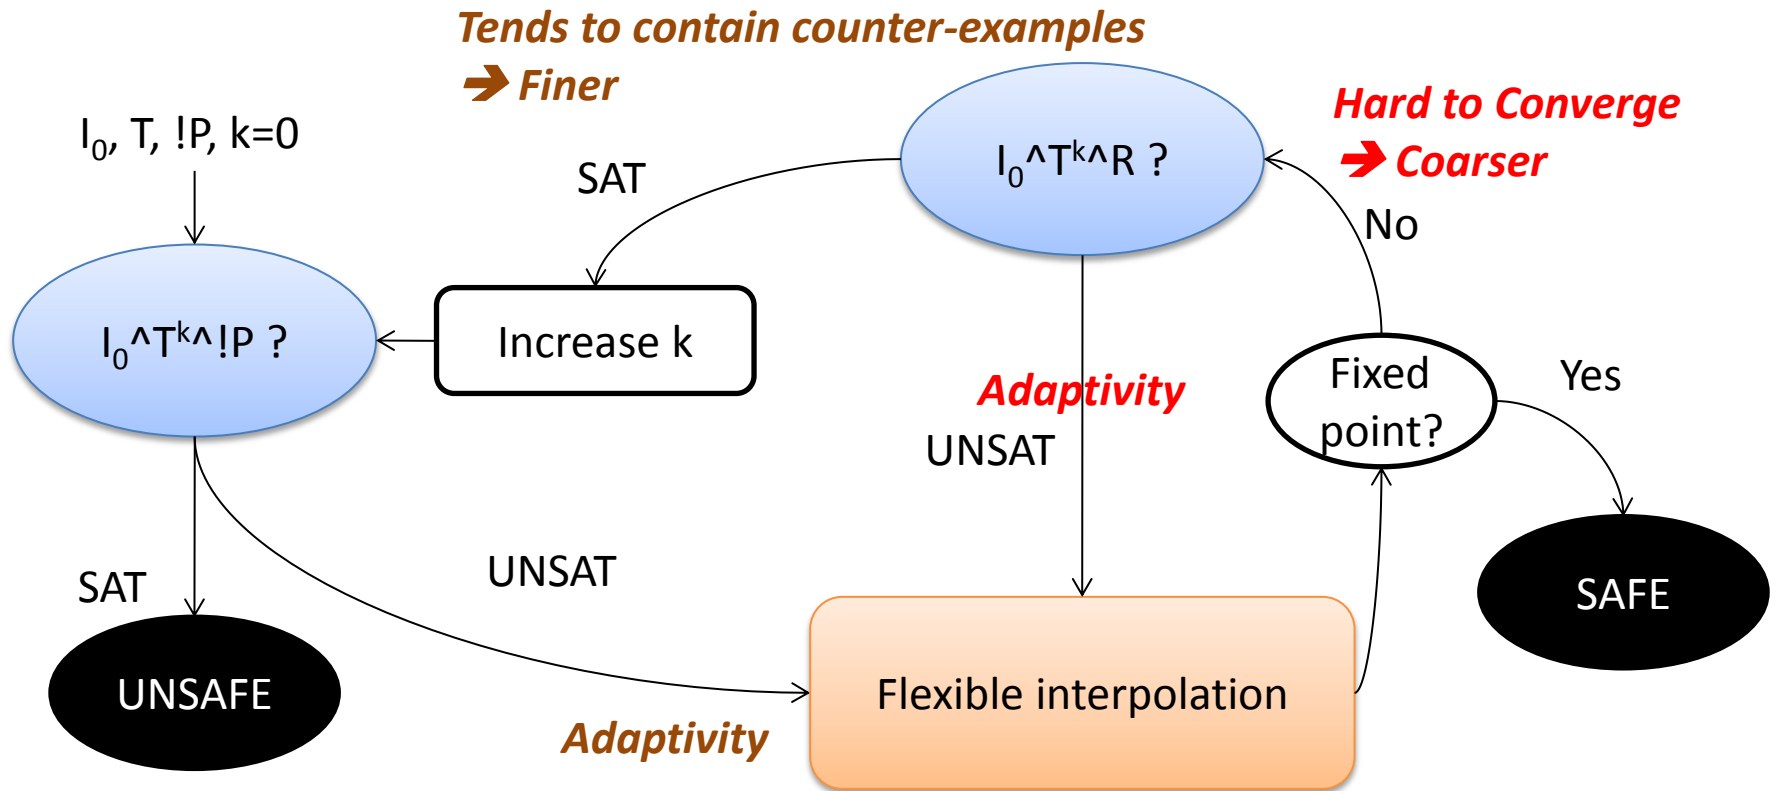 Tends to contain counter-examples
➔ Finer
Hard to Converge
➔ Coarser
I₀, T, !P, k=0
I₀^Tᵏ^R ?
SAT
No
I₀^Tᵏ^!P ?
Increase k
Fixed
point?
Yes
Adaptivity
UNSAT
UNSAT
SAT
SAFE
UNSAFE
Flexible interpolation
Adaptivity